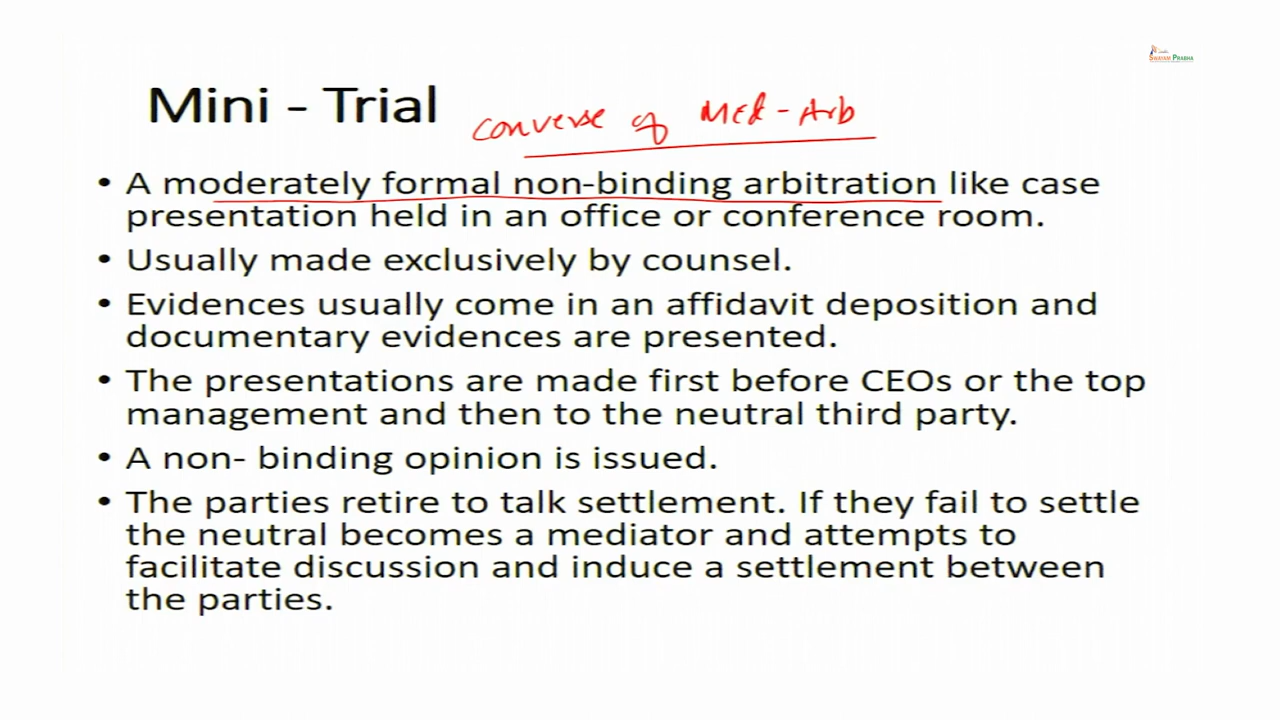 SWAYAM PRABHA
Mini - Trial
Converse of Med - Arb
• A moderately formal non-binding arbitration like case
presentation held in an office or conference room.
• Usually made exclusively by counsel.
• Evidences usually come in an affidavit deposition and
documentary evidences are presented.
• The presentations are made first before CEOs or the top
management and then to the neutral third party.
• A non- binding opinion is issued.
• The parties retire to talk settlement. If they fail to settle
the neutral becomes a mediator and attempts to
facilitate discussion and induce a settlement between
the parties.